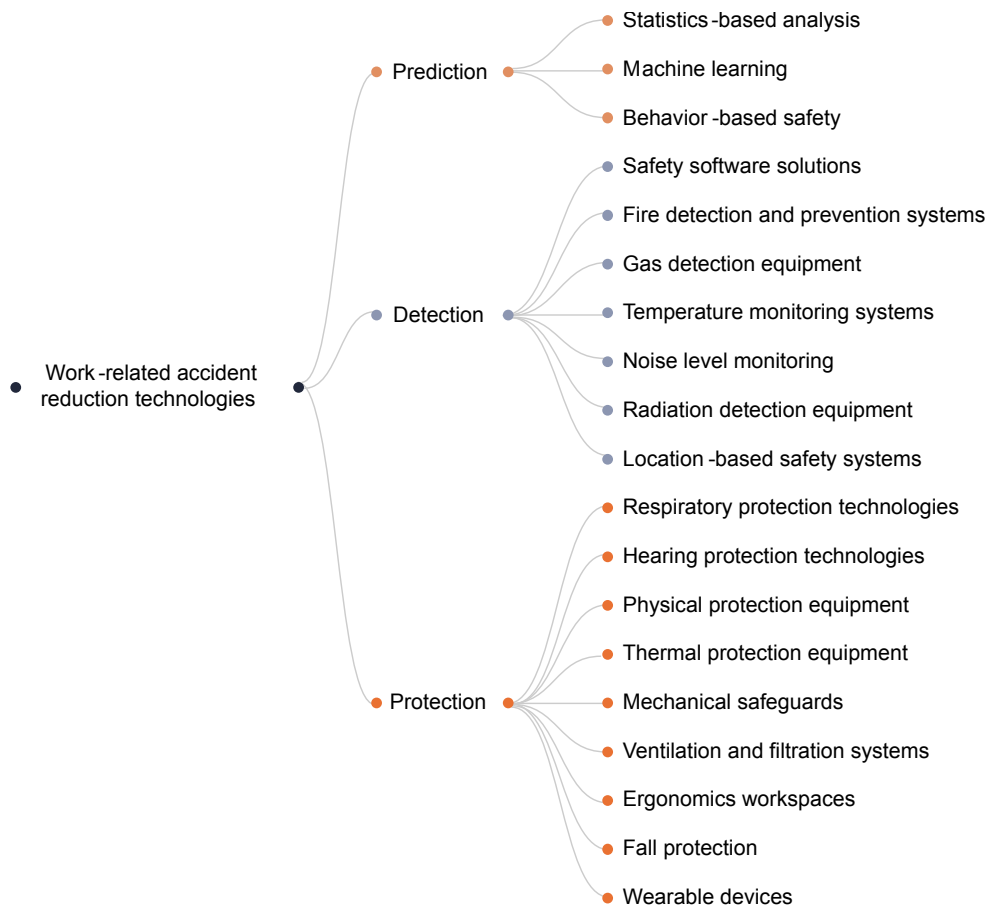 Work-related accident
reduction technologies
Prediction
Statistics-based analysis
Machine learning
Behavior-based safety
Detection
Safety software solutions
Fire detection and prevention systems
Gas detection equipment
Temperature monitoring systems
Noise level monitoring
Radiation detection equipment
Location-based safety systems
Protection
Respiratory protection technologies
Hearing protection technologies
Physical protection equipment
Thermal protection equipment
Mechanical safeguards
Ventilation and filtration systems
Ergonomics workspaces
Fall protection
Wearable devices